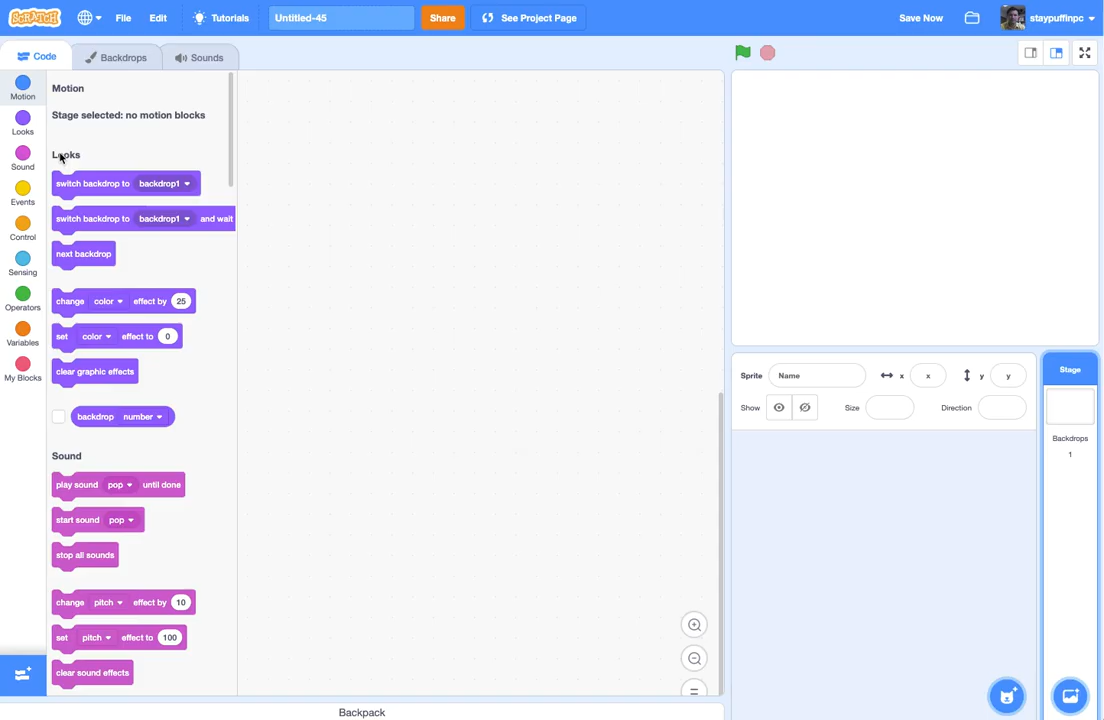 SCRATCH File Edit Tutorials Untitled-45 Share See Project Page Save Now staypuffinpc
Code Backdrops Sounds
Motion
Looks
Sound
Events
Control
Sensing
Operators
Variables
My Blocks
Motion
Stage selected: no motion blocks
Looks
switch backdrop to backdrop1
switch backdrop to backdrop1 and wait
next backdrop
change color effect by 25
set color effect to 0
clear graphic effects
backdrop number
Sound
play sound pop until done
start sound pop
stop all sounds
change pitch effect by 10
set pitch effect to 100
clear sound effects
Backpack
Sprite Name x x y y
Show Size Direction
Stage
Backdrops
1